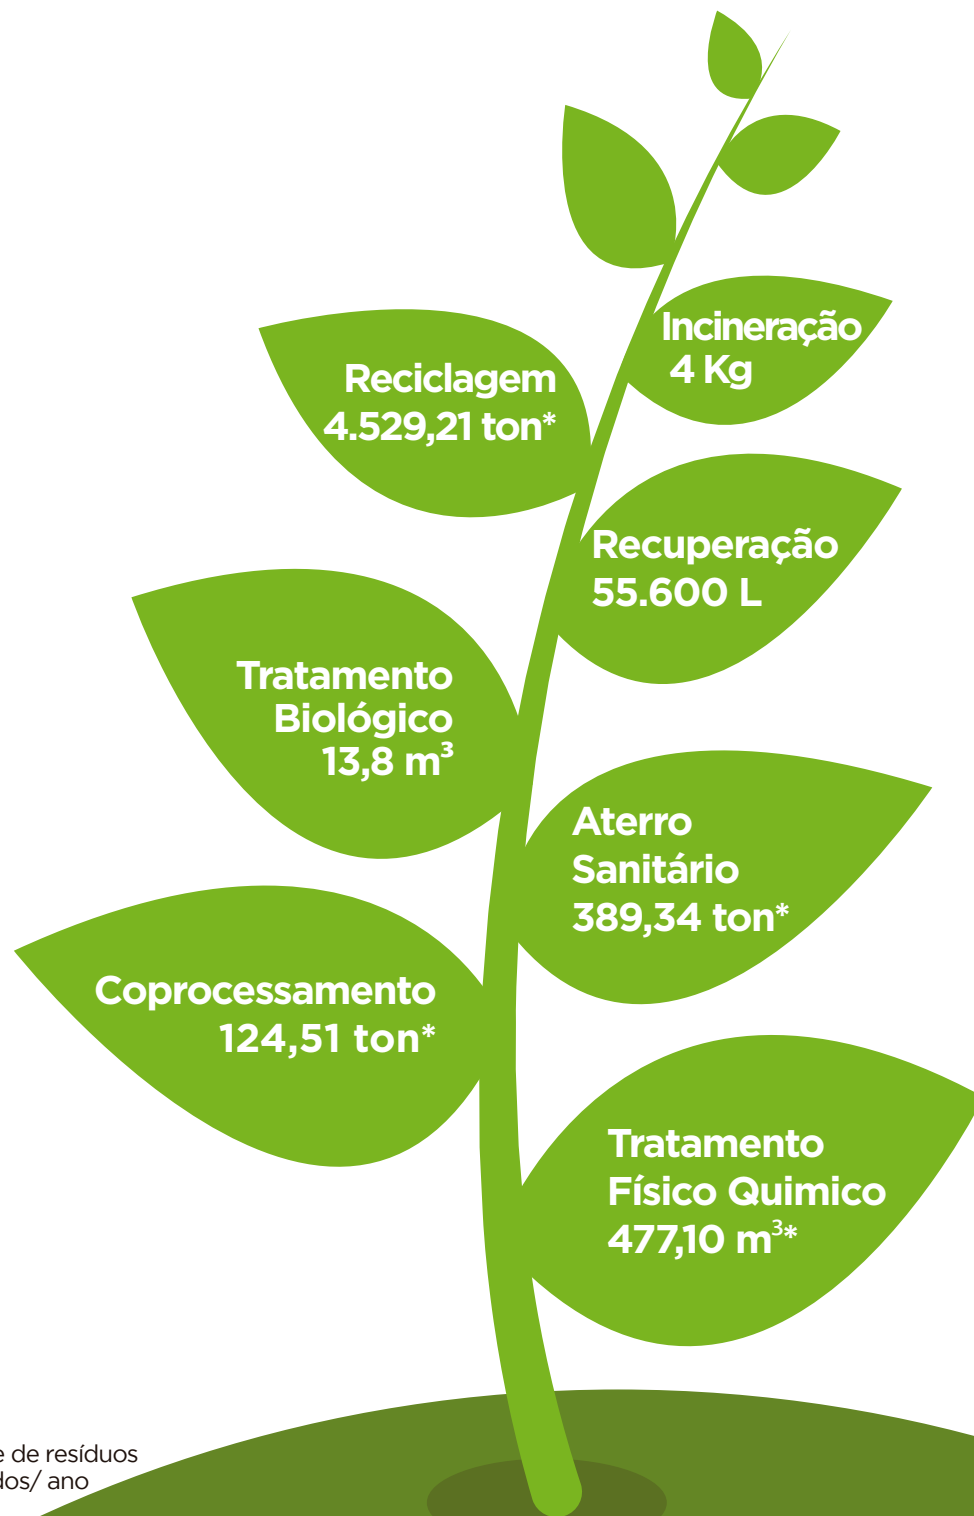 Incineração
4 Kg
Reciclagem
4.529,21 ton*
Recuperação
55.600 L
Tratamento
Biológico
13,8 m³
Aterro
Sanitário
389,34 ton*
Coprocessamento
124,51 ton*
Tratamento
Físico Quimico
477,10 m³*
de resíduos
ano